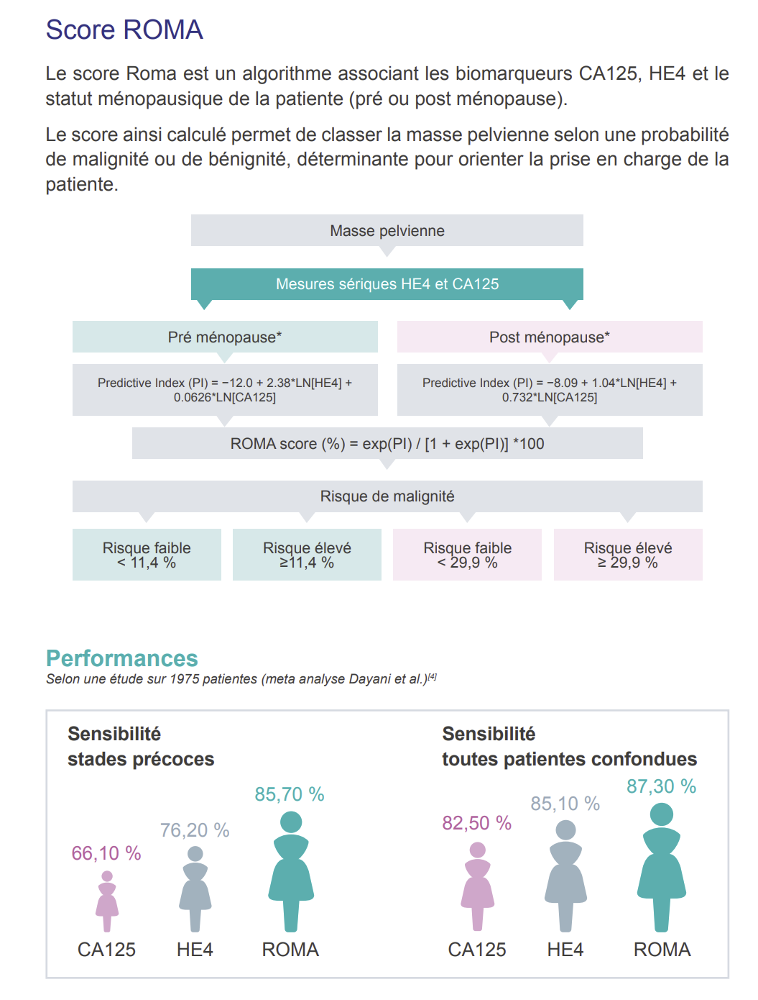 Score ROMA
Le score Roma est un algorithme associant les biomarqueurs CA125, HE4 et le
statut ménopausique de la patiente (pré ou post ménopause).
Le score ainsi calculé permet de classer la masse pelvienne selon une probabilité
de malignité ou de bénignité, déterminante pour orienter la prise en charge de la
patiente.
Masse pelvienne
Mesures sériques HE4 et CA125
Pré ménopause*
Post ménopause*
Predictive Index (PI) = −12.0 + 2.38*LN[HE4] +
0.0626*LN[CA125]
Predictive Index (PI) = −8.09 + 1.04*LN[HE4] +
0.732*LN[CA125]
ROMA score (%) = exp(PI) / [1 + exp(PI)] *100
Risque de malignité
Risque faible
< 11,4 %
Risque élevé
≥11,4 %
Risque faible
< 29,9 %
Risque élevé
≥ 29,9 %
Performances
Selon une étude sur 1975 patientes (meta analyse Dayani et al.)[4]
Sensibilité
stades précoces
66,10 %
76,20 %
85,70 %
CA125
HE4
ROMA
Sensibilité
toutes patientes confondues
82,50 %
85,10 %
87,30 %
CA125
HE4
ROMA